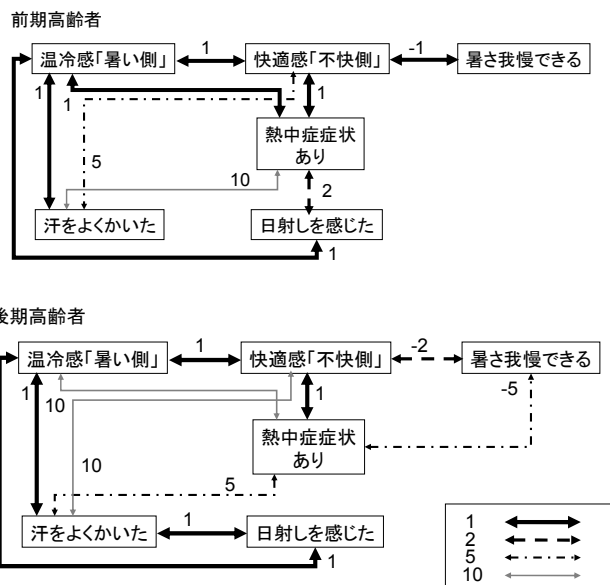 前期高齢者
温冷感「暑い側」
1
快適感「不快側」
-1
暑さ我慢できる
1
1
1
熱中症症状
あり
5
10
2
汗をよくかいた
日射しを感じた
1
後期高齢者
温冷感「暑い側」
1
快適感「不快側」
-2
暑さ我慢できる
1
10
1
-5
熱中症症状
あり
10
5
汗をよくかいた
1
日射しを感じた
1
1
2
5
10